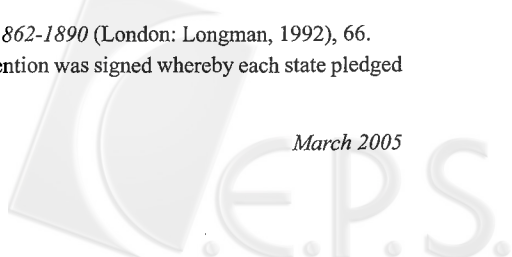 862-1890 (London: Longman, 1992), 66.
ention was signed whereby each state pledged
March 2005
C.E.P.S.